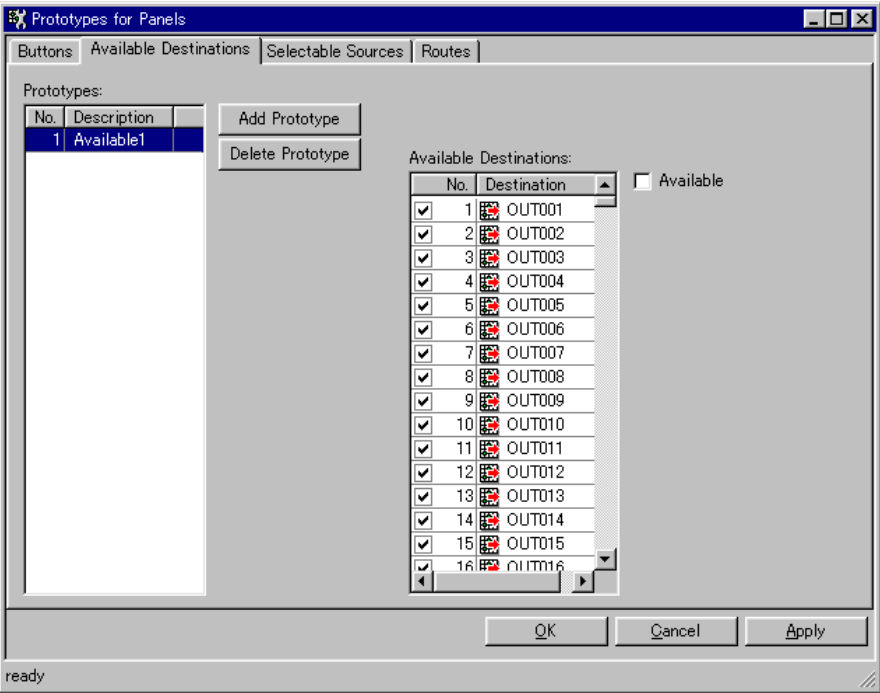 Prototypes for Panels
Buttons Available Destinations Selectable Sources Routes
Prototypes:
No. Description
1 Available1
Add Prototype
Delete Prototype
Available Destinations:
No. Destination
1 OUT001
2 OUT002
3 OUT003
4 OUT004
5 OUT005
6 OUT006
7 OUT007
8 OUT008
9 OUT009
10 OUT010
11 OUT011
12 OUT012
13 OUT013
14 OUT014
15 OUT015
16 OUT016
Available
OK Cancel Apply
ready